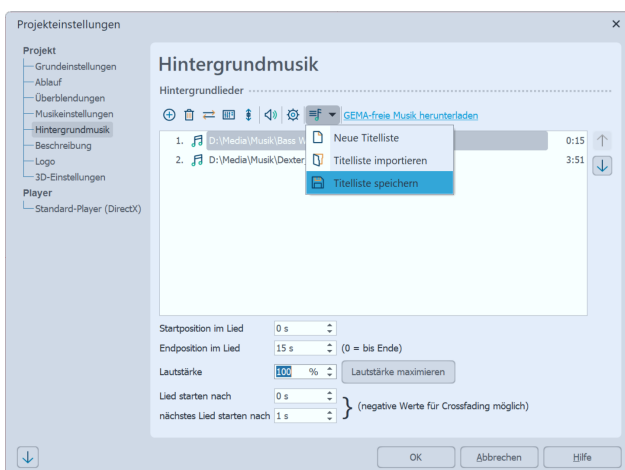 Projekteinstellungen
Projekt
Grundeinstellungen
Ablauf
Überblendungen
Musikeinstellungen
Hintergrundmusik
Beschreibung
Logo
3D-Einstellungen
Player
Standard-Player (DirectX)
Hintergrundmusik
Hintergrundlieder
GEMA-freie Musik herunterladen
1. D:\Media\Musik\Bass 0:15
2. D:\Media\Musik\Dexter 3:51
Neue Titelliste
Titelliste importieren
Titelliste speichern
Startposition im Lied 0 s
Endposition im Lied 15 s (0 = bis Ende)
Lautstärke 100 % Lautstärke maximieren
Lied starten nach 0 s
nächstes Lied starten nach 1 s
(negative Werte für Crossfading möglich)
OK Abbrechen Hilfe